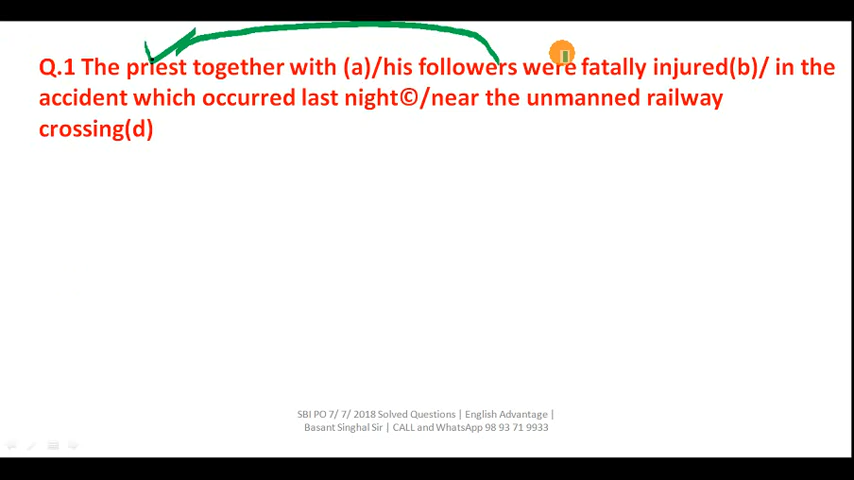 Q.1 The priest together with (a)/his followers were fatally injured(b)/ in the
accident which occurred last night©/near the unmanned railway
crossing(d)
SBI PO 7/ 7/ 2018 Solved Questions | English Advantage |
Basant Singhal Sir | CALL and WhatsApp 98 93 71 9933